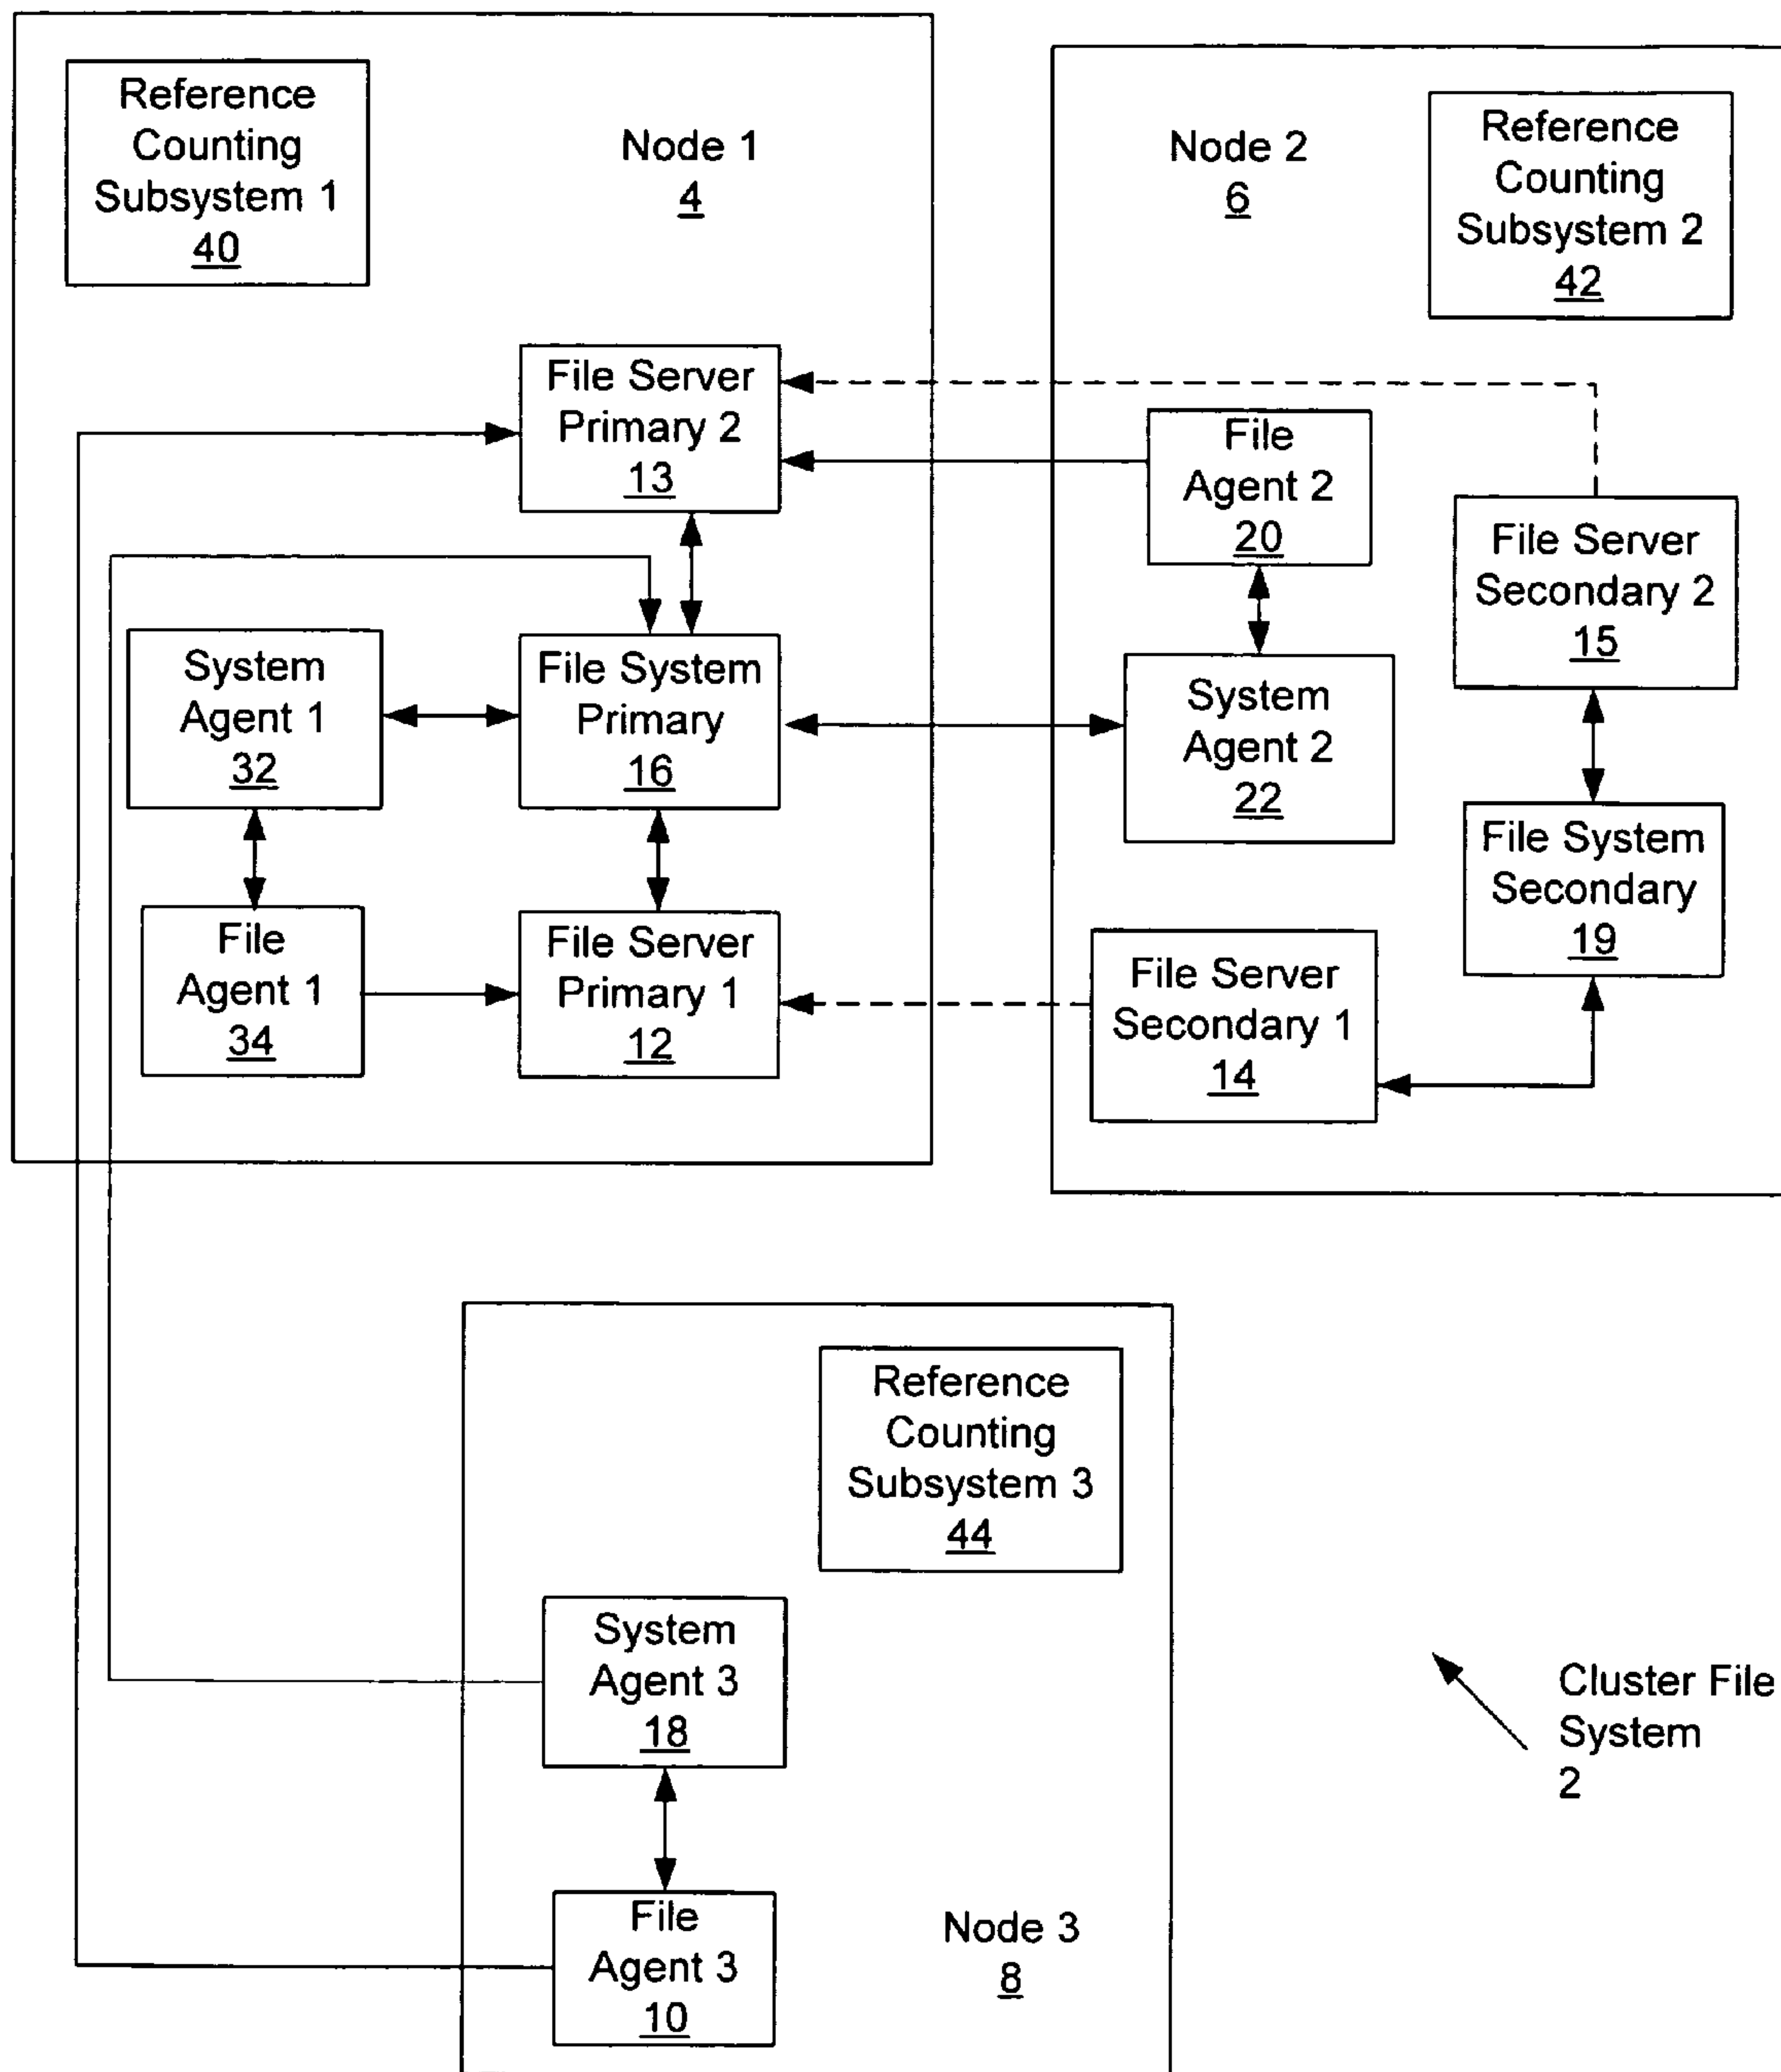 Reference
Counting
Subsystem 1
40
Node 1
4
Node 2
6
Reference
Counting
Subsystem 2
42
File Server
Primary 2
13
File
Agent 2
20
File Server
Secondary 2
15
System
Agent 1
32
File System
Primary
16
System
Agent 2
22
File System
Secondary
19
File
Agent 1
34
File Server
Primary 1
12
File Server
Secondary 1
14
Reference
Counting
Subsystem 3
44
System
Agent 3
18
Cluster File
System
2
File
Agent 3
10
Node 3
8